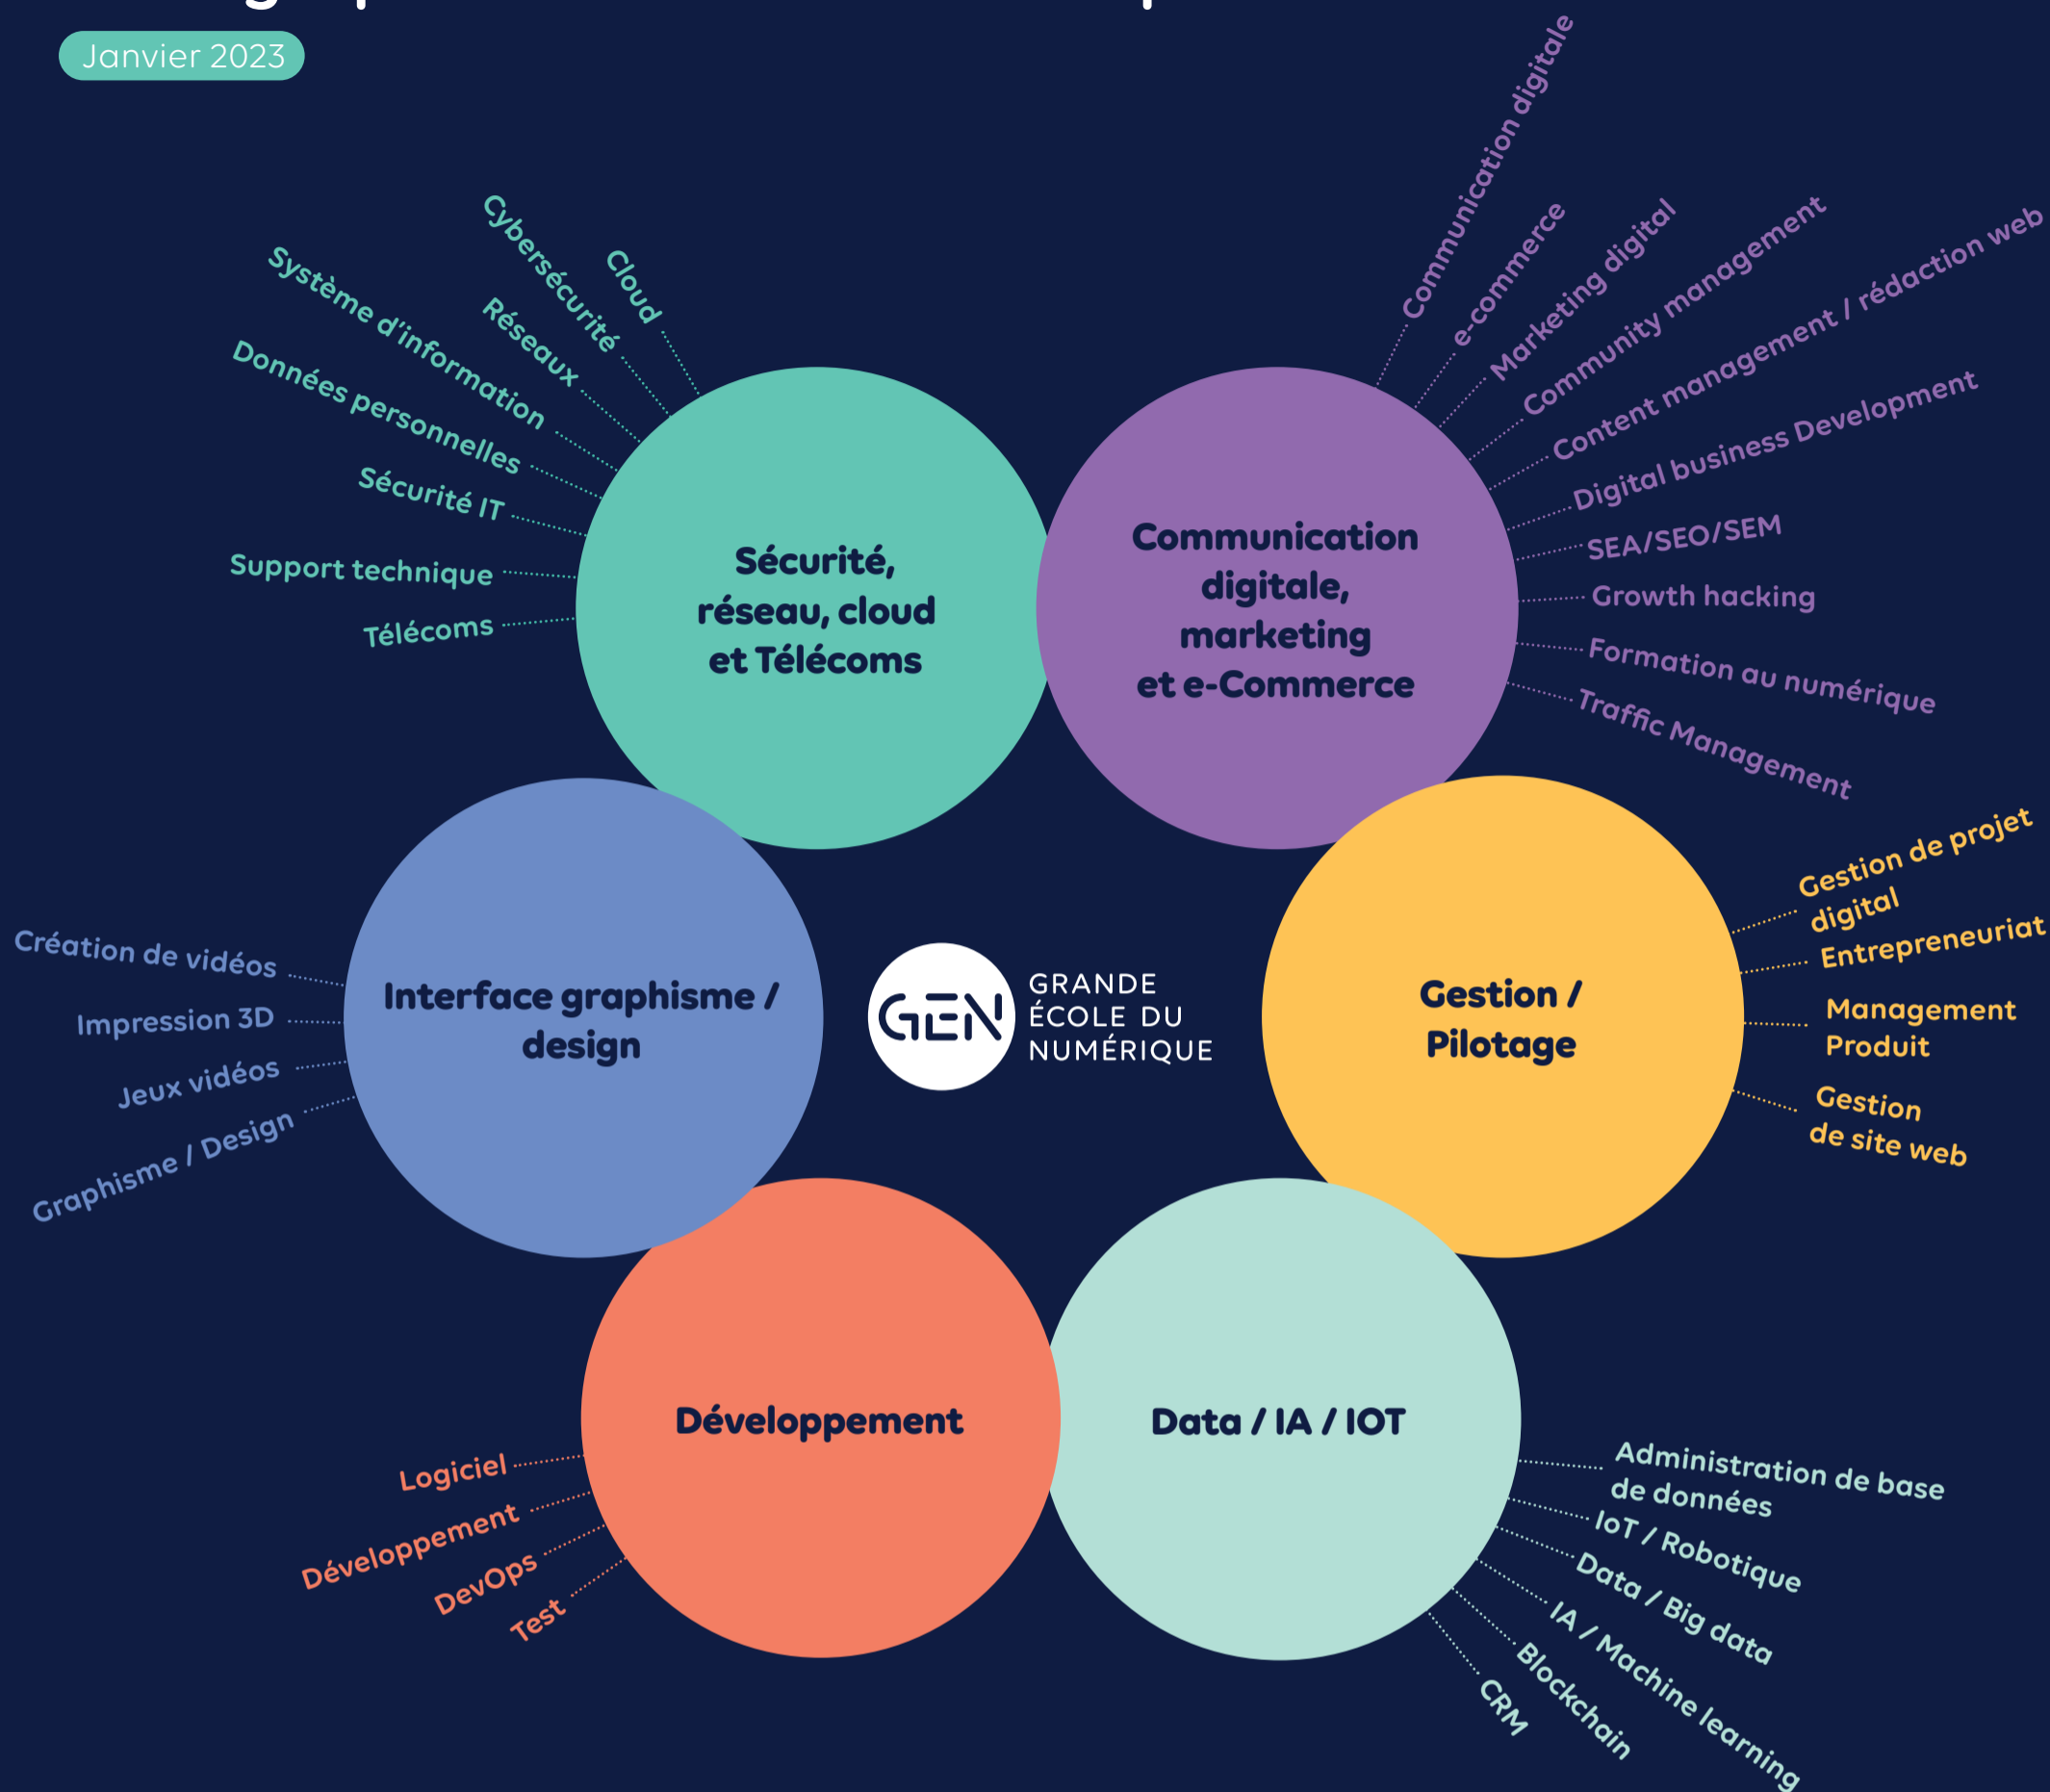 Janvier 2023
Cloud
Cybersécurité
Réseaux
Système d'information
Données personnelles
Sécurité IT
Support technique
Télécoms
Sécurité,
réseau, cloud
et Télécoms
Communication digitale
e-commerce
Marketing digital
Community management
Content management / rédaction web
Digital business Development
SEA/SEO/SEM
Growth hacking
Formation au numérique
Traffic Management
Communication
digitale,
marketing
et e-Commerce
Création de vidéos
Impression 3D
Jeux vidéos
Graphisme / Design
Interface graphisme /
design
GEN
GRANDE
ÉCOLE DU
NUMÉRIQUE
Gestion /
Pilotage
Gestion de projet
digital
Entrepreneuriat
Management
Produit
Gestion
de site web
Développement
Logiciel
Développement
DevOps
Test
Data / IA / IOT
Administration de base
de données
IoT / Robotique
Data / Big data
IA / Machine learning
Blockchain
CRM